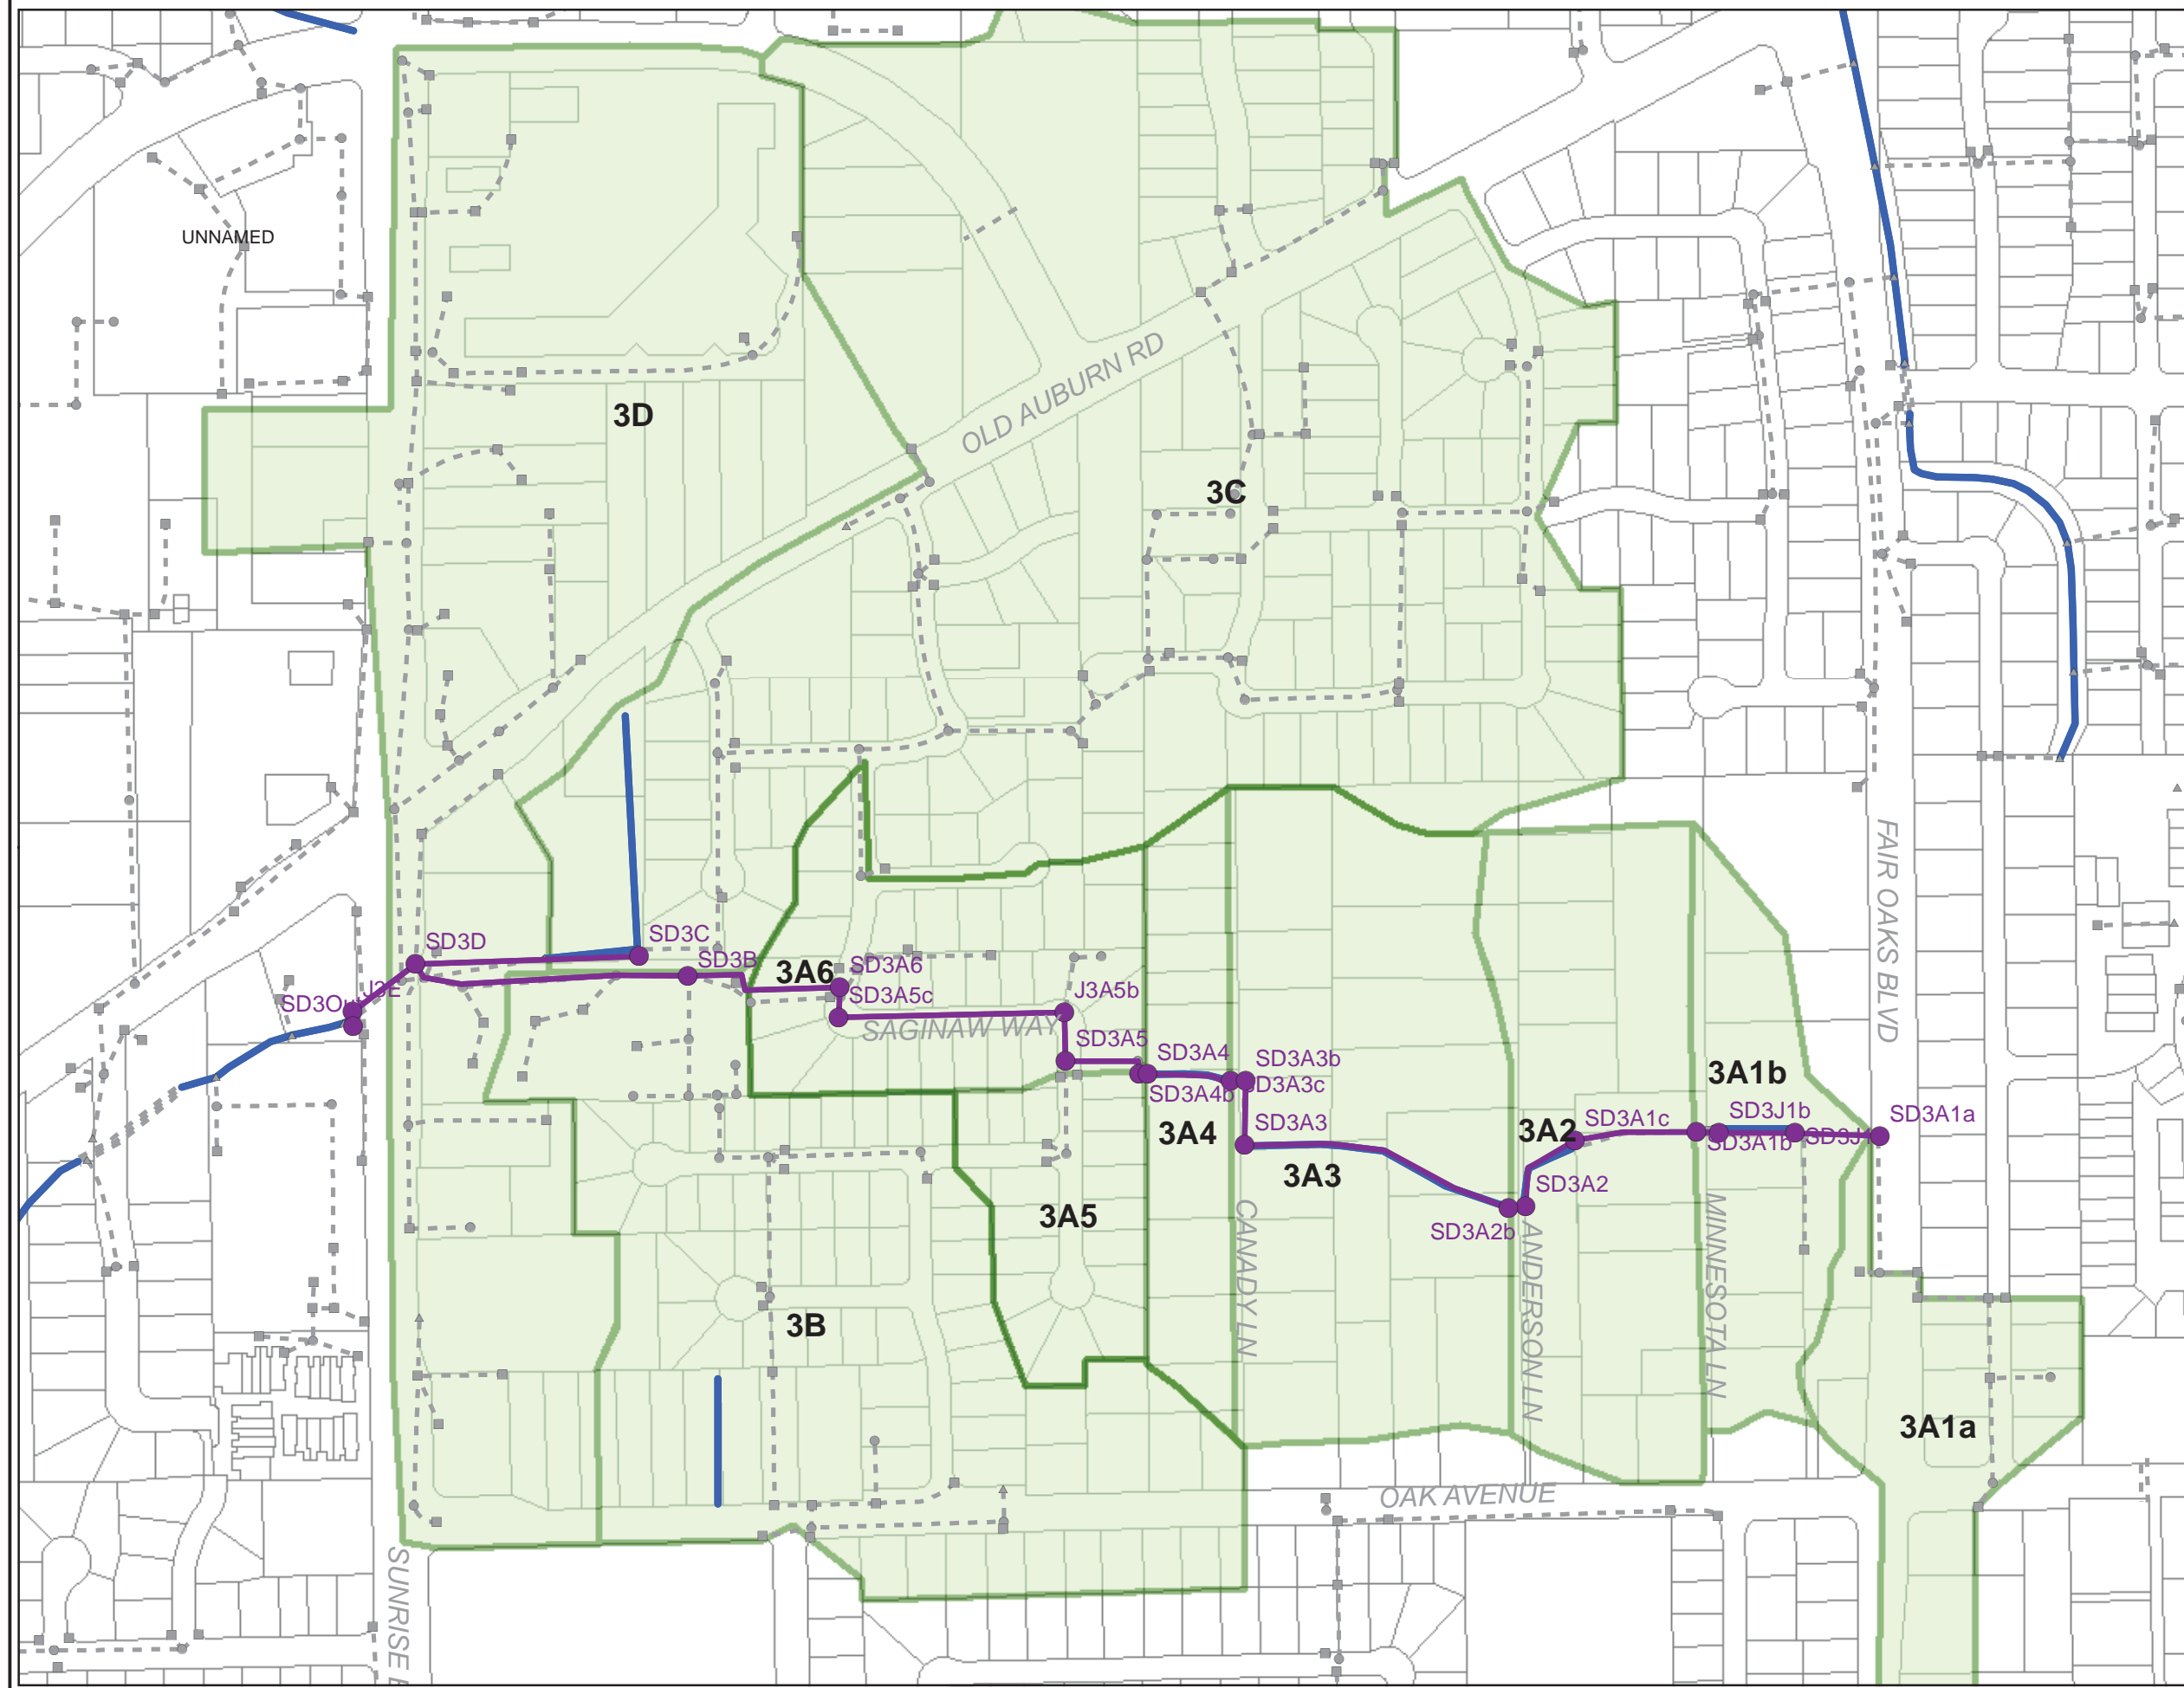 UNNAMED
OLD AUBURN RD
3D
3C
FAIR OAKS BLVD
SD3D
SD3C
SD3B
3A6
SD3A6
SD3A5c
J3A5b
SD3Ou
J3E
SAGINAW WAY
SD3A5
SD3A4
SD3A3b
SD3A3c
SD3A4b
SD3A3
3A4
3A3
3A5
3A2
SD3A1c
3A1b
SD3J1b
SD3A1b
SD3J1
SD3A1a
SD3A2
SD3A2b
CANADY LN
ANDERSON LN
MINNESOTA LN
3B
3A1a
OAK AVENUE
SUNRISE